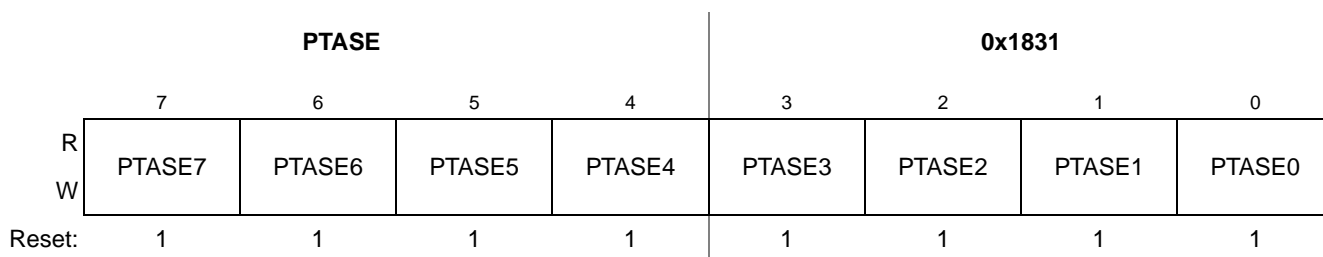 PTASE 0x1831
7 6 5 4 3 2 1 0
R
PTASE7 PTASE6 PTASE5 PTASE4 PTASE3 PTASE2 PTASE1 PTASE0
W
Reset: 1 1 1 1 1 1 1 1